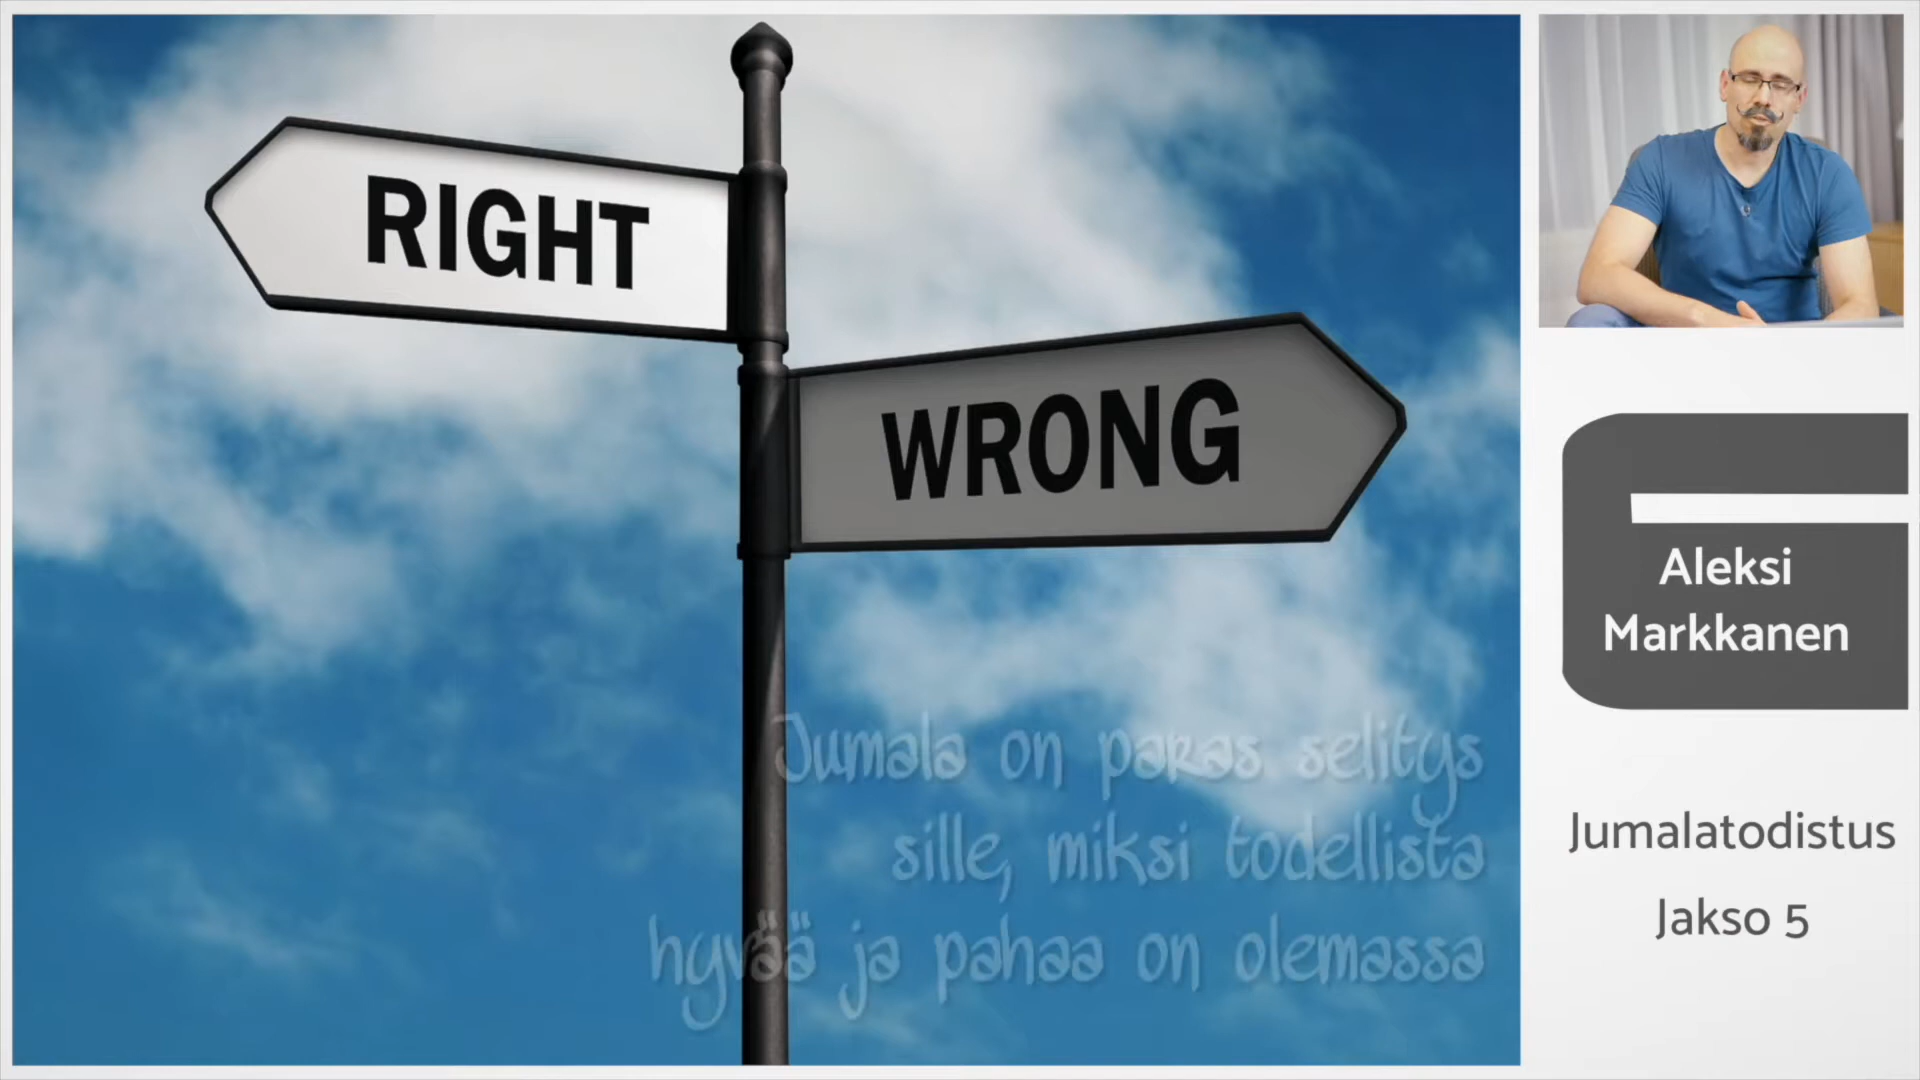 RIGHT
WRONG
Jumala on paras selitys
sille, miksi todellista
hyvää ja pahaa on olemassa
Aleksi
Markkanen
Jumalatodistus
Jakso 5